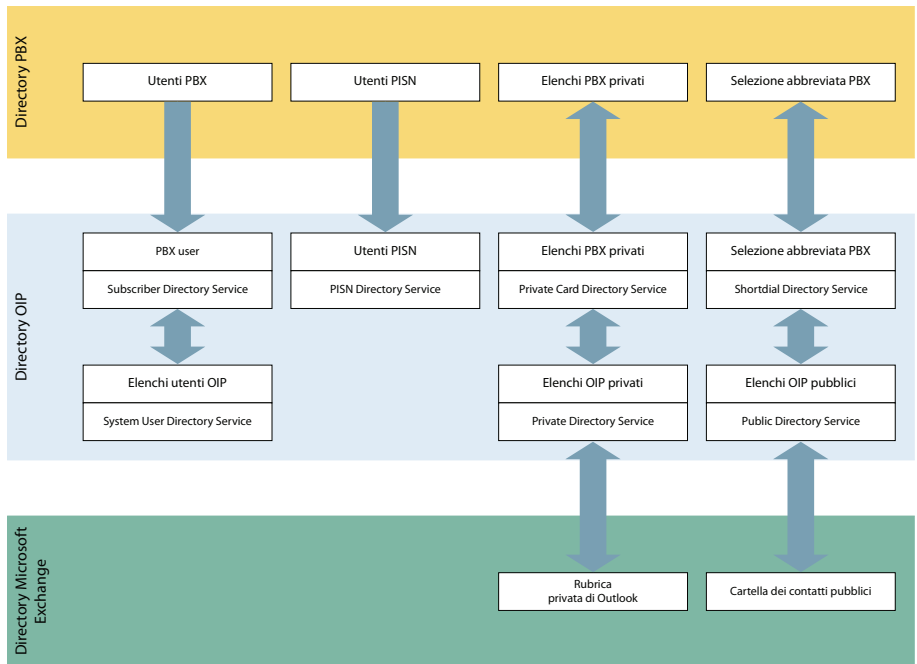 Directory PBX
Utenti PBX
Utenti PISN
Elenchi PBX privati
Selezione abbreviata PBX
Directory OIP
PBX user
Subscriber Directory Service
Utenti PISN
PISN Directory Service
Elenchi PBX privati
Private Card Directory Service
Selezione abbreviata PBX
Shortdial Directory Service
Elenchi utenti OIP
System User Directory Service
Elenchi OIP privati
Private Directory Service
Elenchi OIP pubblici
Public Directory Service
Directory Microsoft
Exchange
Rubrica
privata di Outlook
Cartella dei contatti pubblici